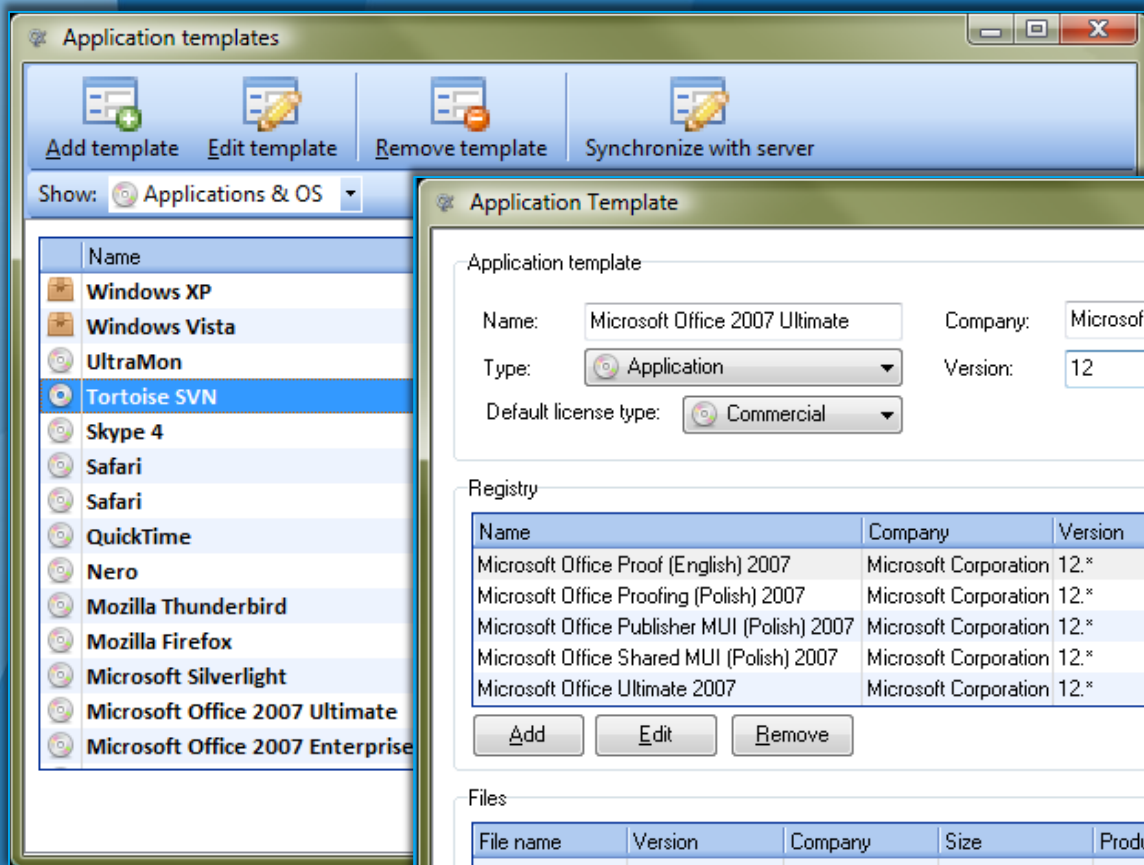 Application templates
Add template Edit template Remove template Synchronize with server
Show: Applications & OS
Name
Windows XP
Windows Vista
UltraMon
Tortoise SVN
Skype 4
Safari
Safari
QuickTime
Nero
Mozilla Thunderbird
Mozilla Firefox
Microsoft Silverlight
Microsoft Office 2007 Ultimate
Microsoft Office 2007 Enterprise
Application Template
Application template
Name: Microsoft Office 2007 Ultimate Company: Microsof
Type: Application Version: 12
Default license type: Commercial
Registry
Name Company Version
Microsoft Office Proof (English) 2007 Microsoft Corporation 12.*
Microsoft Office Proofing (Polish) 2007 Microsoft Corporation 12.*
Microsoft Office Publisher MUI (Polish) 2007 Microsoft Corporation 12.*
Microsoft Office Shared MUI (Polish) 2007 Microsoft Corporation 12.*
Microsoft Office Ultimate 2007 Microsoft Corporation 12.*
Add Edit Remove
Files
File name Version Company Size Produ